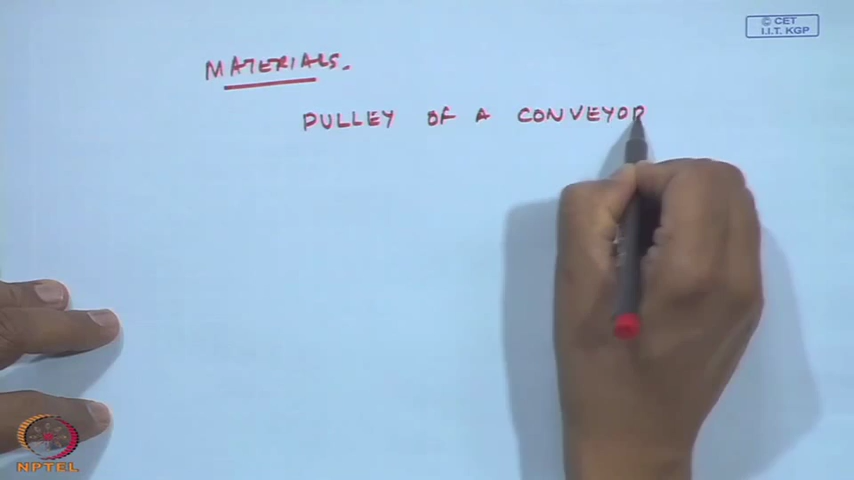 © CET
I.I.T. KGP
MATERIALS.
PULLEY OF A CONVEYOR
NPTEL